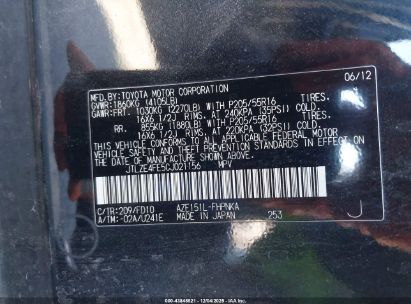 MFD.BY:TOYOTA MOTOR CORPORATION 06/12
GVWR:1860KG (4105LB)
GAWR:FRT. 1030KG (2270LB) WITH P205/55R16 TIRES.
16X6 1/2J RIMS, AT 240KPA (35PSI) COLD.
RR. 855KG (1880LB) WITH P205/55R16 TIRES.
16X6 1/2J RIMS, AT 220KPA (32PSI) COLD.
THIS VEHICLE CONFORMS TO ALL APPLICABLE FEDERAL MOTOR
VEHICLE SAFETY, BUMPER, AND THEFT PREVENTION STANDARDS IN
EFFECT ON THE DATE OF MANUFACTURE SHOWN ABOVE.
JTLZE4FE5CJ021156 MPV
C/TR:209/FD10 AZE151L-FHPNKA
A/TM:-02A/U241E MADE IN JAPAN 253 J